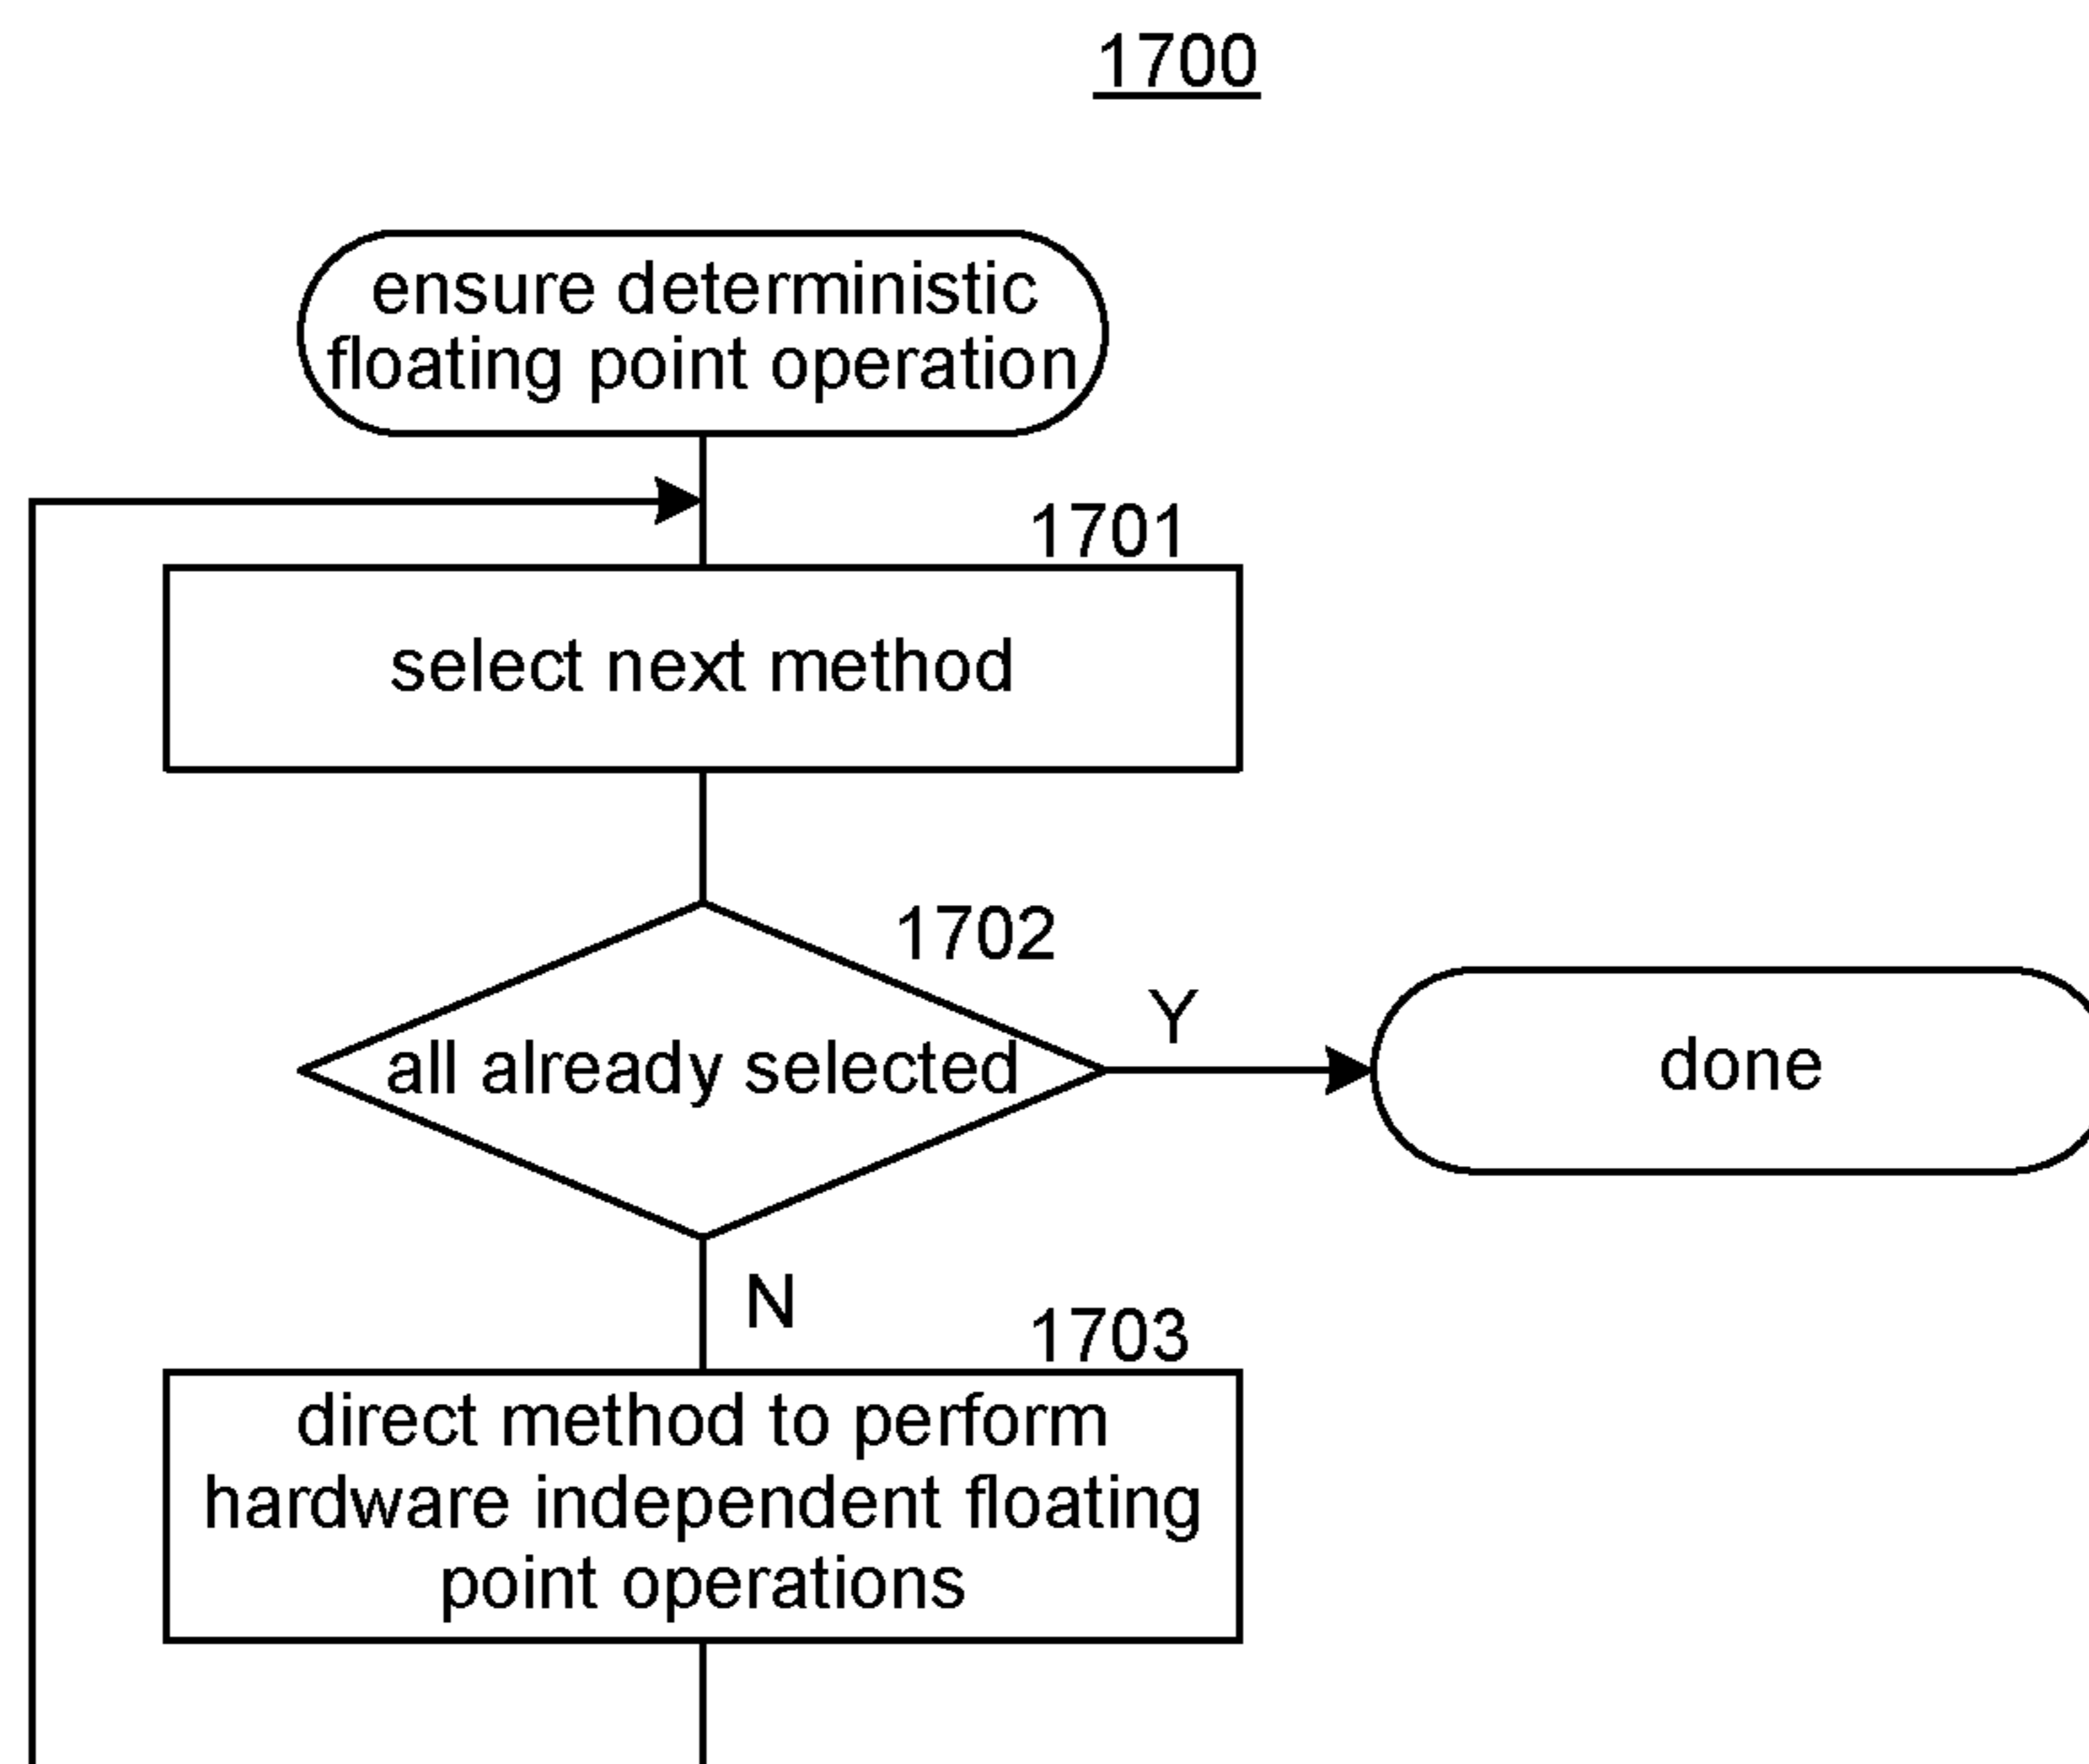 1700
ensure deterministic
floating point operation
1701
select next method
1702
all already selected
Y
done
N
1703
direct method to perform
hardware independent floating
point operations